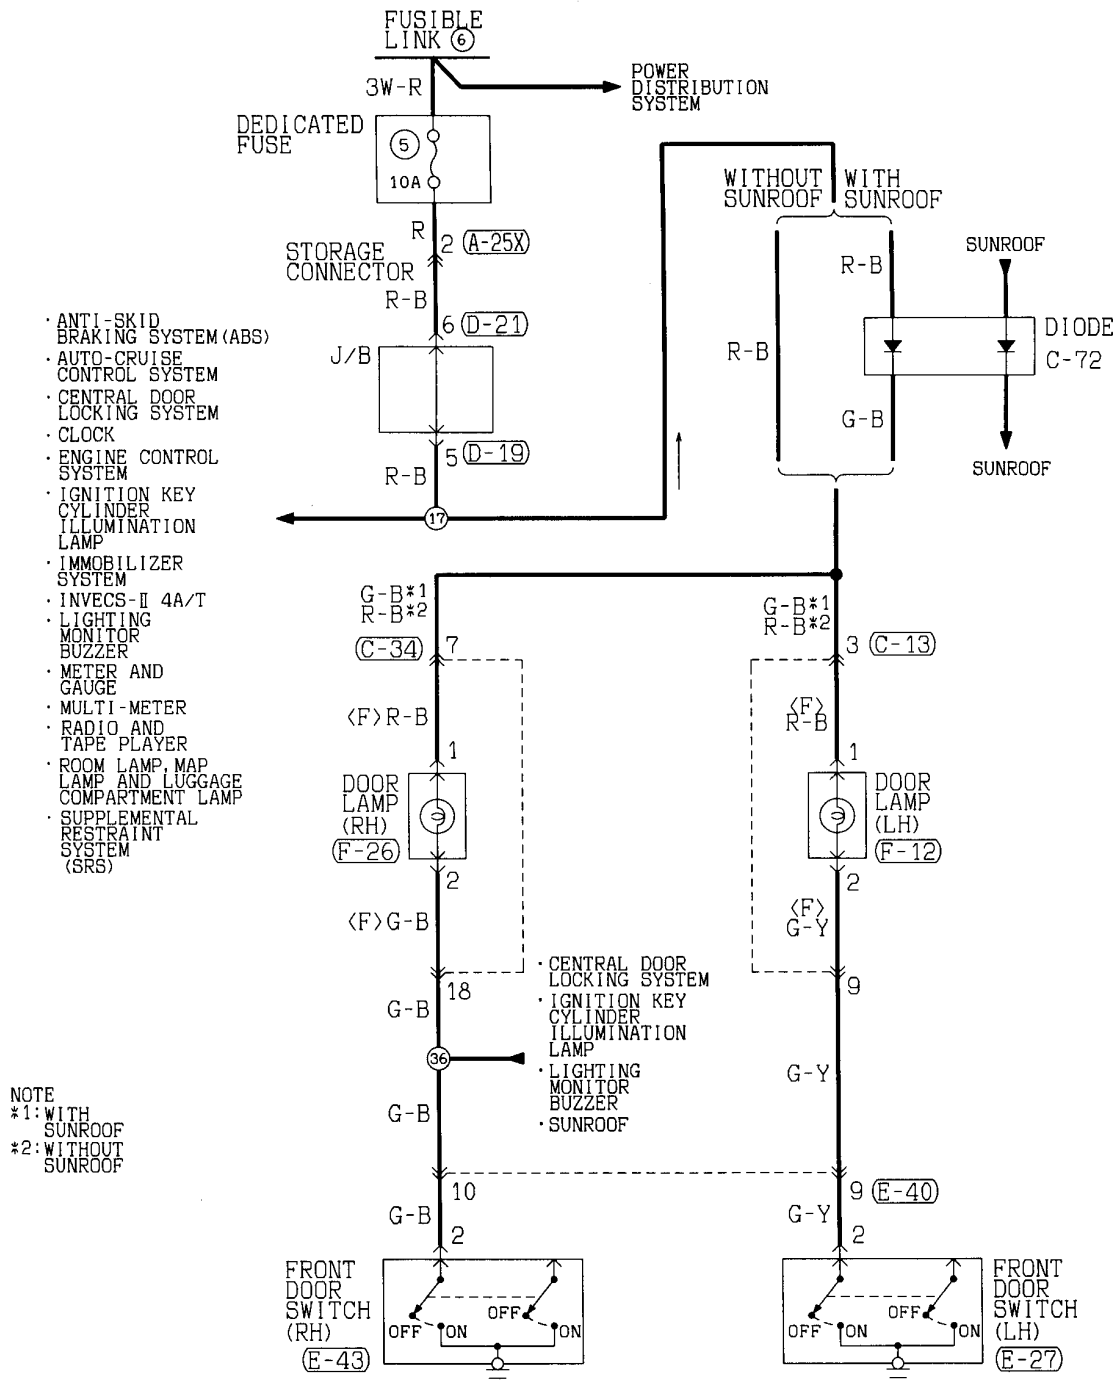 FUSIBLE
LINK ⑥
3W-R
POWER
DISTRIBUTION
SYSTEM
DEDICATED
FUSE
⑤
10A
R
2 A-25X
STORAGE
CONNECTOR
R-B
6 D-21
J/B
5 D-19
R-B
17
WITHOUT
SUNROOF
WITH
SUNROOF
R-B
SUNROOF
R-B
DIODE
C-72
G-B
SUNROOF
· ANTI-SKID
BRAKING SYSTEM(ABS)
· AUTO-CRUISE
CONTROL SYSTEM
· CENTRAL DOOR
LOCKING SYSTEM
· CLOCK
· ENGINE CONTROL
SYSTEM
· IGNITION KEY
CYLINDER
ILLUMINATION
LAMP
· IMMOBILIZER
SYSTEM
· INVECS-Ⅱ 4A/T
· LIGHTING
MONITOR
BUZZER
· METER AND
GAUGE
· MULTI-METER
· RADIO AND
TAPE PLAYER
· ROOM LAMP, MAP
LAMP AND LUGGAGE
COMPARTMENT LAMP
· SUPPLEMENTAL
RESTRAINT
SYSTEM
(SRS)
G-B*1
R-B*2
C-34 7
<F>R-B
1
DOOR
LAMP
(RH)
F-26
2
<F>G-B
18
G-B
36
G-B
10
G-B
2
G-B*1
R-B*2
3 C-13
<F>
R-B
1
DOOR
LAMP
(LH)
F-12
2
<F>
G-Y
9
G-Y
9 E-40
G-Y
2
· CENTRAL DOOR
LOCKING SYSTEM
· IGNITION KEY
CYLINDER
ILLUMINATION
LAMP
· LIGHTING
MONITOR
BUZZER
· SUNROOF
NOTE
*1:WITH
SUNROOF
*2:WITHOUT
SUNROOF
FRONT
DOOR
SWITCH
(RH)
E-43
OFF
ON
OFF
ON
OFF
ON
OFF
ON
FRONT
DOOR
SWITCH
(LH)
E-27